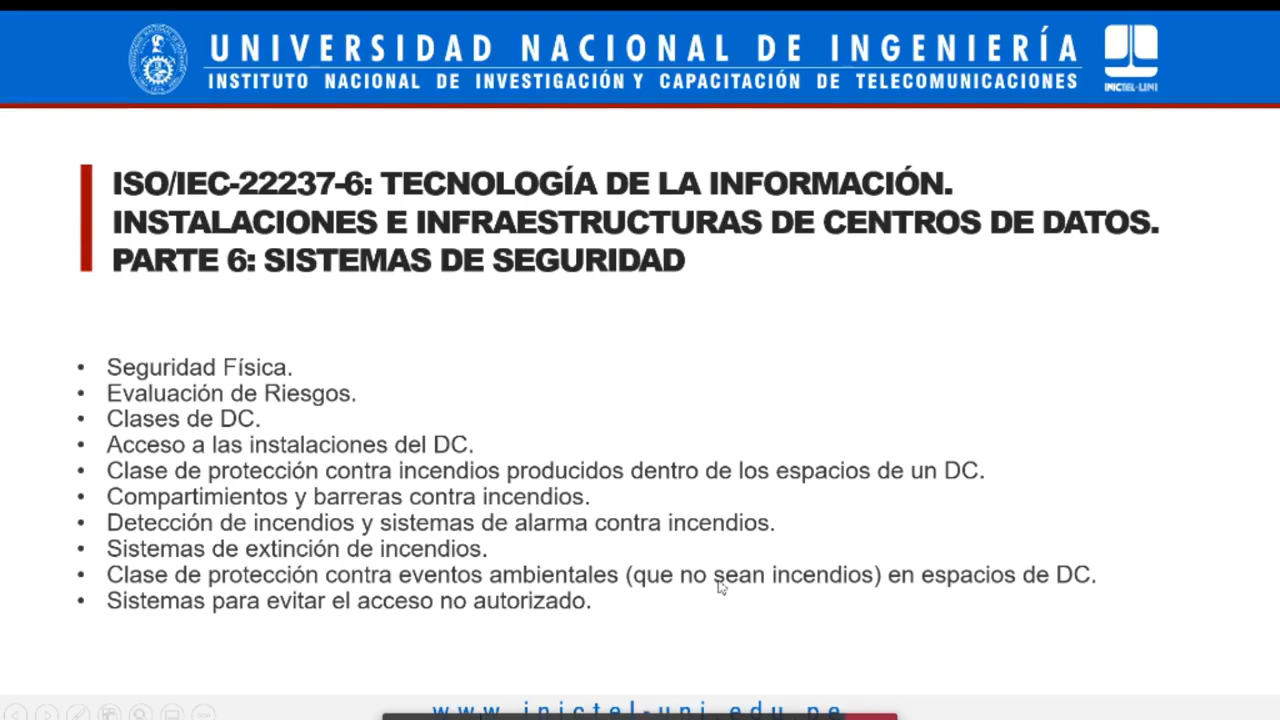 UNIVERSIDAD NACIONAL DE INGENIERÍA
INSTITUTO NACIONAL DE INVESTIGACIÓN Y CAPACITACIÓN DE TELECOMUNICACIONES
INICTEL-UNI
ISO/IEC-22237-6: TECNOLOGÍA DE LA INFORMACIÓN.
INSTALACIONES E INFRAESTRUCTURAS DE CENTROS DE DATOS.
PARTE 6: SISTEMAS DE SEGURIDAD
• Seguridad Física.
• Evaluación de Riesgos.
• Clases de DC.
• Acceso a las instalaciones del DC.
• Clase de protección contra incendios producidos dentro de los espacios de un DC.
• Compartimientos y barreras contra incendios.
• Detección de incendios y sistemas de alarma contra incendios.
• Sistemas de extinción de incendios.
• Clase de protección contra eventos ambientales (que no sean incendios) en espacios de DC.
• Sistemas para evitar el acceso no autorizado.
www.inictel-uni.edu.pe